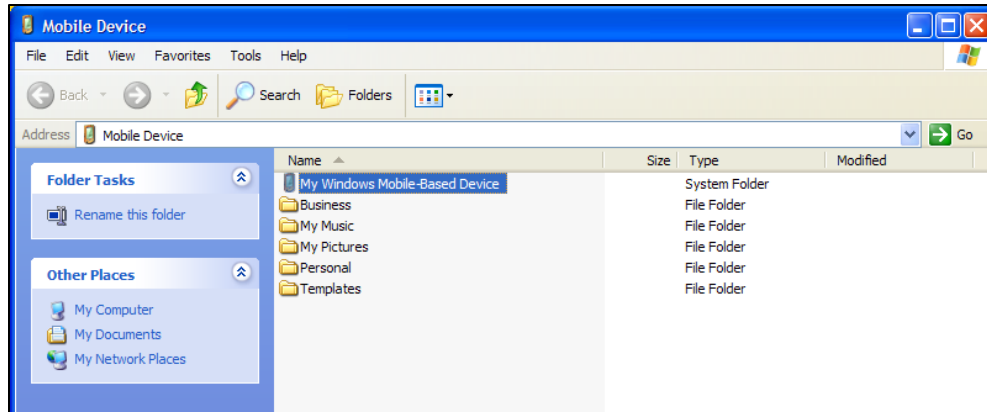 Mobile Device
File Edit View Favorites Tools Help
Back Search Folders
Address Mobile Device Go
Name Size Type Modified
Folder Tasks
Rename this folder
Other Places
My Computer
My Documents
My Network Places
My Windows Mobile-Based Device System Folder
Business File Folder
My Music File Folder
My Pictures File Folder
Personal File Folder
Templates File Folder